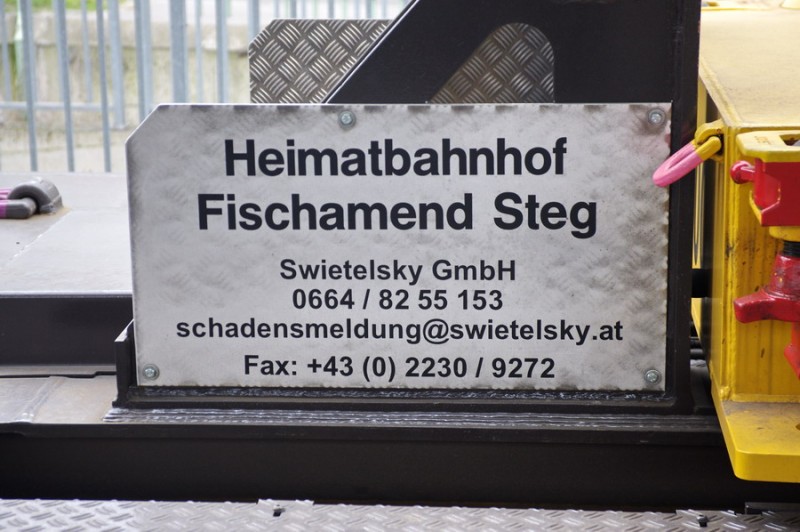 Heimatbahnhof
Fischamend Steg
Swietelsky GmbH
0664 / 82 55 153
schadensmeldung@swietelsky.at
Fax: +43 (0) 2230 / 9272